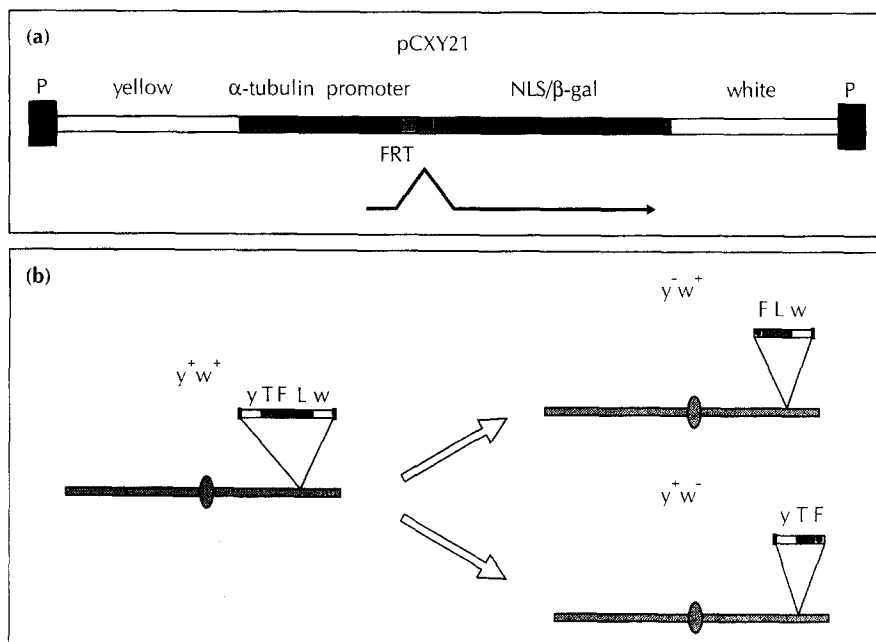 (a)
pCXY21
P yellow α-tubulin promoter NLS/β-gal white P
FRT
(b)
y⁺w⁺
y T F L w
y⁻w⁺
F L w
y⁺w⁻
y T F